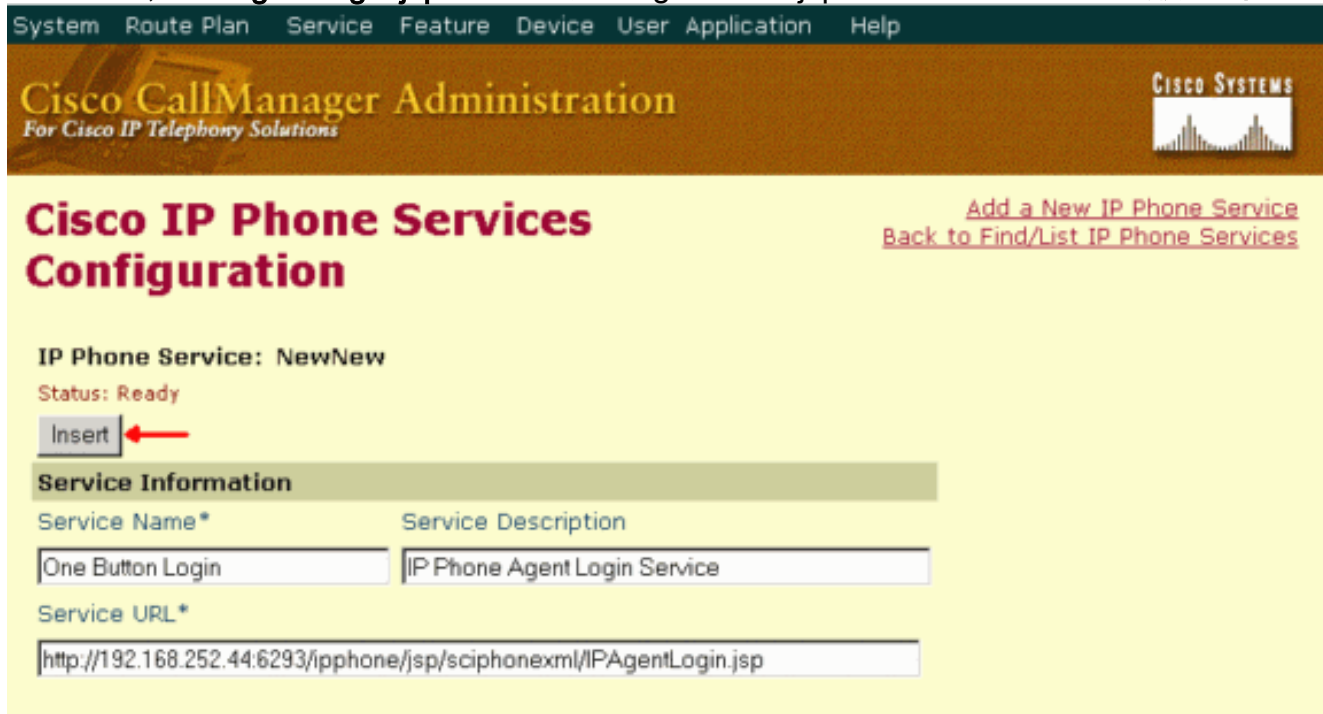 System Route Plan Service Feature Device User Application Help
Cisco CallManager Administration
For Cisco IP Telephony Solutions
CISCO SYSTEMS
Cisco IP Phone Services
Configuration
Add a New IP Phone Service
Back to Find/List IP Phone Services
IP Phone Service: NewNew
Status: Ready
Insert
Service Information
Service Name* Service Description
One Button Login IP Phone Agent Login Service
Service URL*
http://192.168.252.44:6293/ipphone/jsp/sciphonexml/IPAgentLogin.jsp